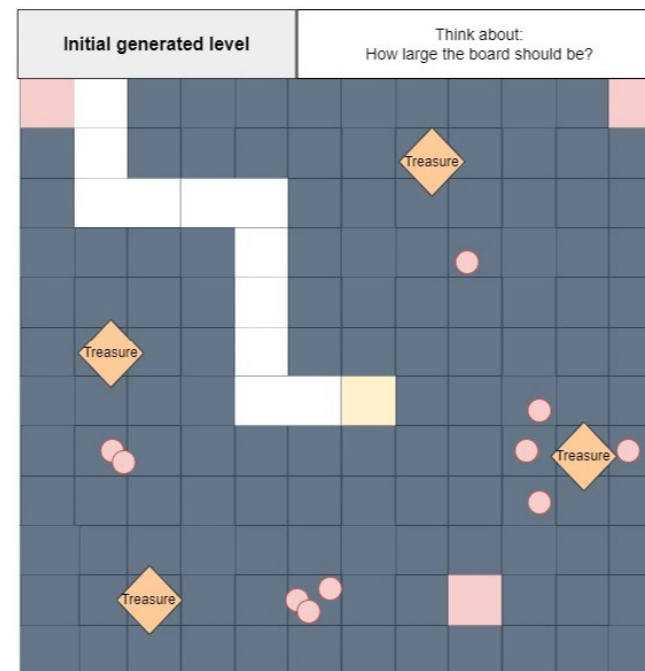 Initial generated level
Think about:
How large the board should be?
Treasure
Treasure
Treasure
Treasure